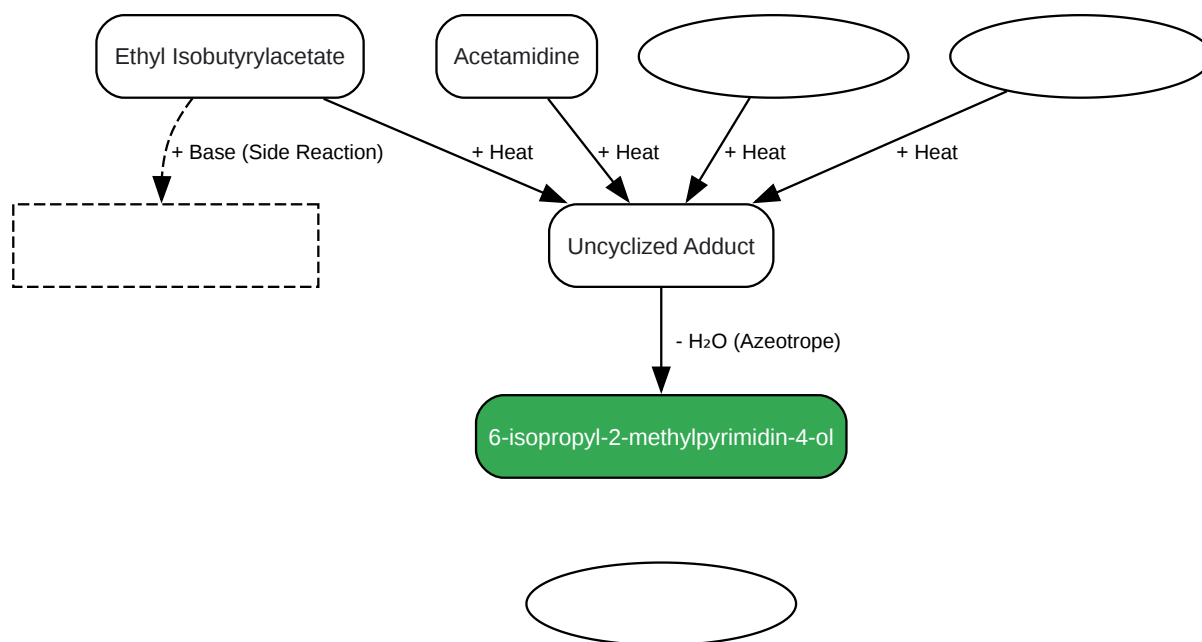 Ethyl Isobutyrylacetate
Acetamidine
+ Base (Side Reaction)
+ Heat
+ Heat
+ Heat
+ Heat
Uncyclized Adduct
- H₂O (Azeotrope)
6-isopropyl-2-methylpyrimidin-4-ol